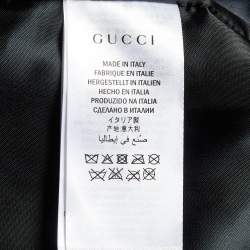 GUCCI
MADE IN ITALY
FABRIQUE EN ITALIE
HERGESTELLT IN ITALIEN
HECHO EN ITALIA
PRODUZIDO NA ITALIA
СДЕЛАНО В ИТАЛИИ
イタリア製
产地 意大利
صنع في إيطاليا